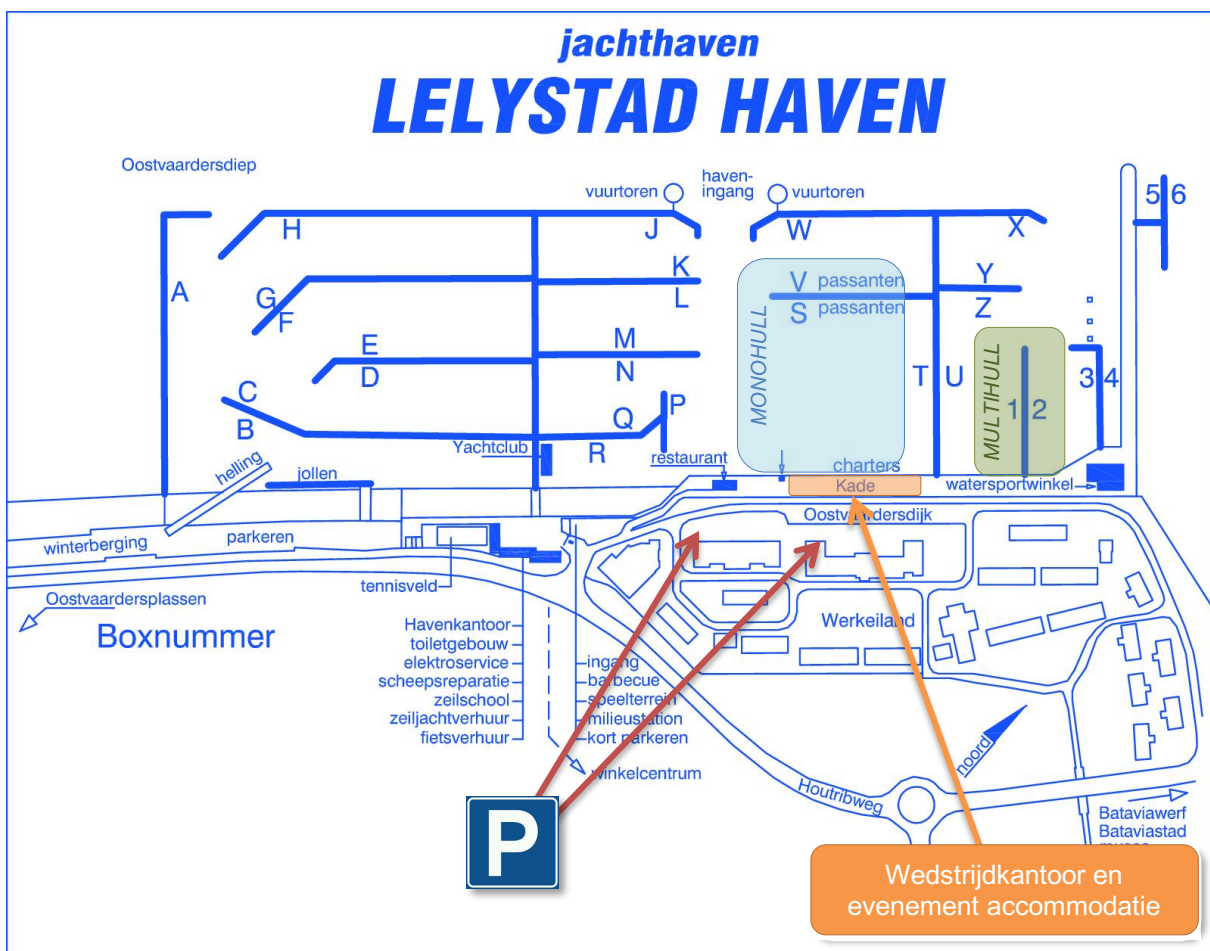 jachthaven
LELYSTAD HAVEN
Oostvaardersdiep
vuurtoren
haven-
ingang
vuurtoren
5 6
H
J
W
X
A
K
L
G
F
V passanten
S passanten
Y
Z
MONOHULL
E
D
M
N
T U
MULTIHULL
1 2
3 4
C
B
Q
P
R
Yachtclub
helling
jollen
restaurant
charters
Kade
watersportwinkel
Oostvaardersdijk
winterberging
parkeren
tennisveld
Oostvaardersplassen
Boxnummer
Werkeiland
Havenkantoor
toiletgebouw
elektroservice
scheepsreparatie
zeilschool
zeiljachtverhuur
fietsverhuur
ingang
barbecue
speelterrein
milieustation
kort parkeren
winkelcentrum
noord
Houtribweg
P
Bataviawerf
Bataviastad
Wedstrijdkantoor en
evenement accommodatie